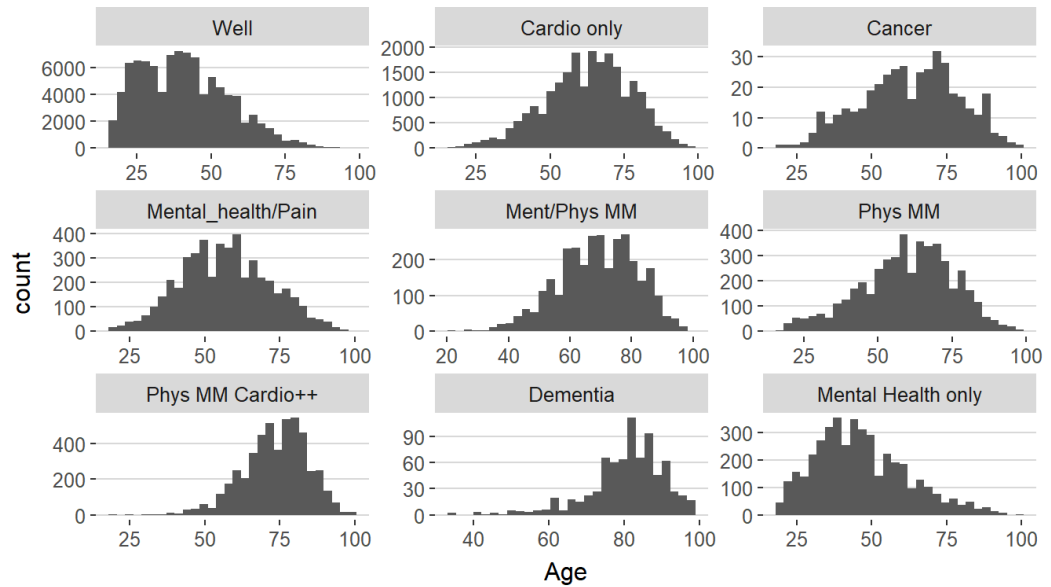 Well
Cardio only
Cancer
6000
4000
2000
0
25 50 75 100
2000
1500
1000
500
0
25 50 75 100
30
20
10
0
25 50 75 100
Mental_health/Pain
Ment/Phys MM
Phys MM
400
300
200
100
0
25 50 75 100
200
100
0
20 40 60 80 100
400
300
200
100
0
25 50 75 100
Phys MM Cardio++
Dementia
Mental Health only
400
200
0
25 50 75 100
90
60
30
0
40 60 80 100
300
200
100
0
25 50 75 100
count
Age